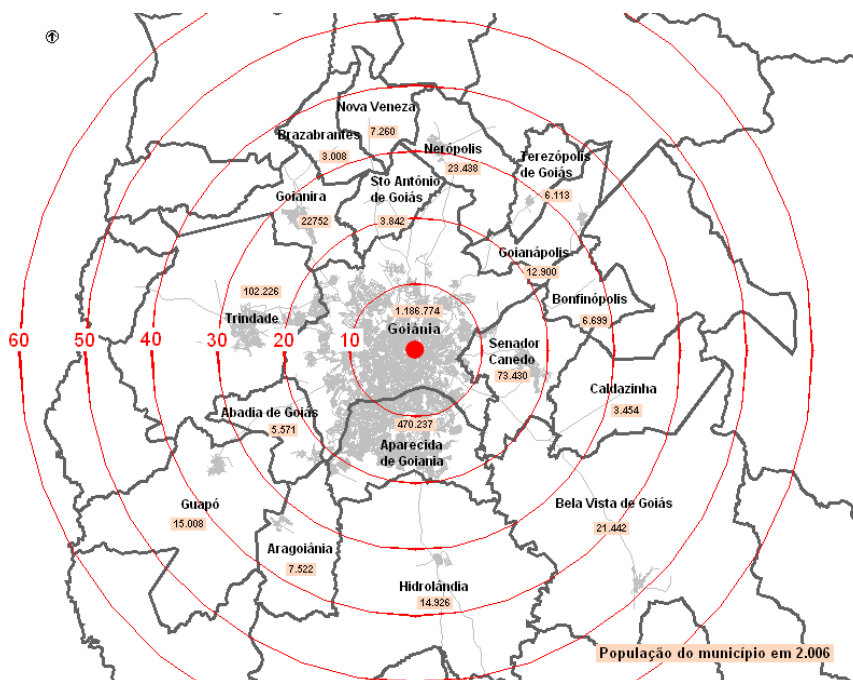 Nova Veneza
7.260
Brazabrantes
3.008
Nerópolis
23.438
Terezópolis
de Goiás
6.113
Sto Antônio
de Goiás
3.842
Goianira
22752
Goianápolis
12.900
Bonfinópolis
6.699
102.226
Trindade
1.186.774
Goiânia
Senador
Canedo
73.430
60 50 40 30 20 10
Caldazinha
3.454
Abadia de Goiás
5.571
470.237
Aparecida
de Goiania
Guapó
15.008
Bela Vista de Goiás
21.442
Aragoiânia
7.522
Hidrolândia
14.926
População do município em 2.006